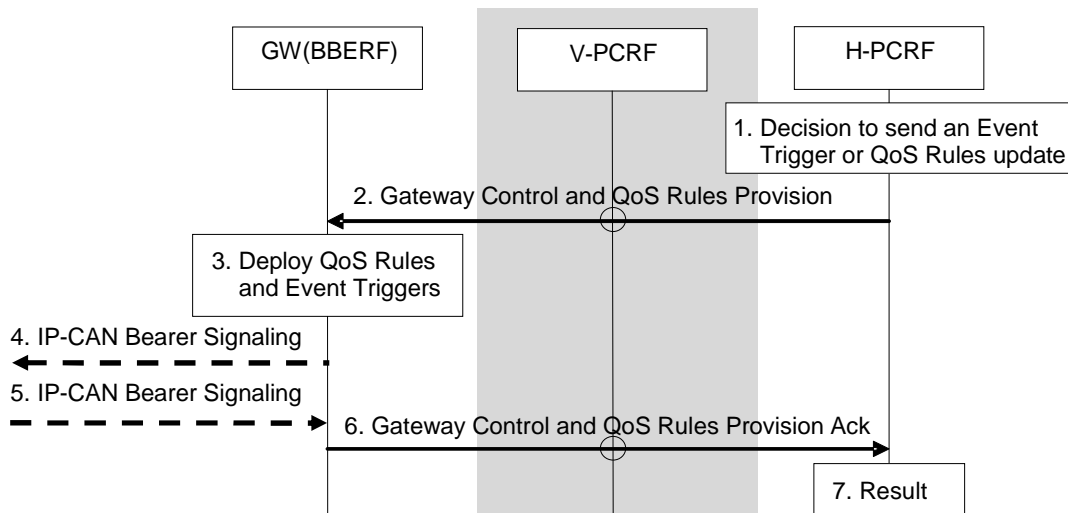 GW(BBERF)
V-PCRF
H-PCRF
1. Decision to send an Event
Trigger or QoS Rules update
2. Gateway Control and QoS Rules Provision
3. Deploy QoS Rules
and Event Triggers
4. IP-CAN Bearer Signaling
5. IP-CAN Bearer Signaling
6. Gateway Control and QoS Rules Provision Ack
7. Result